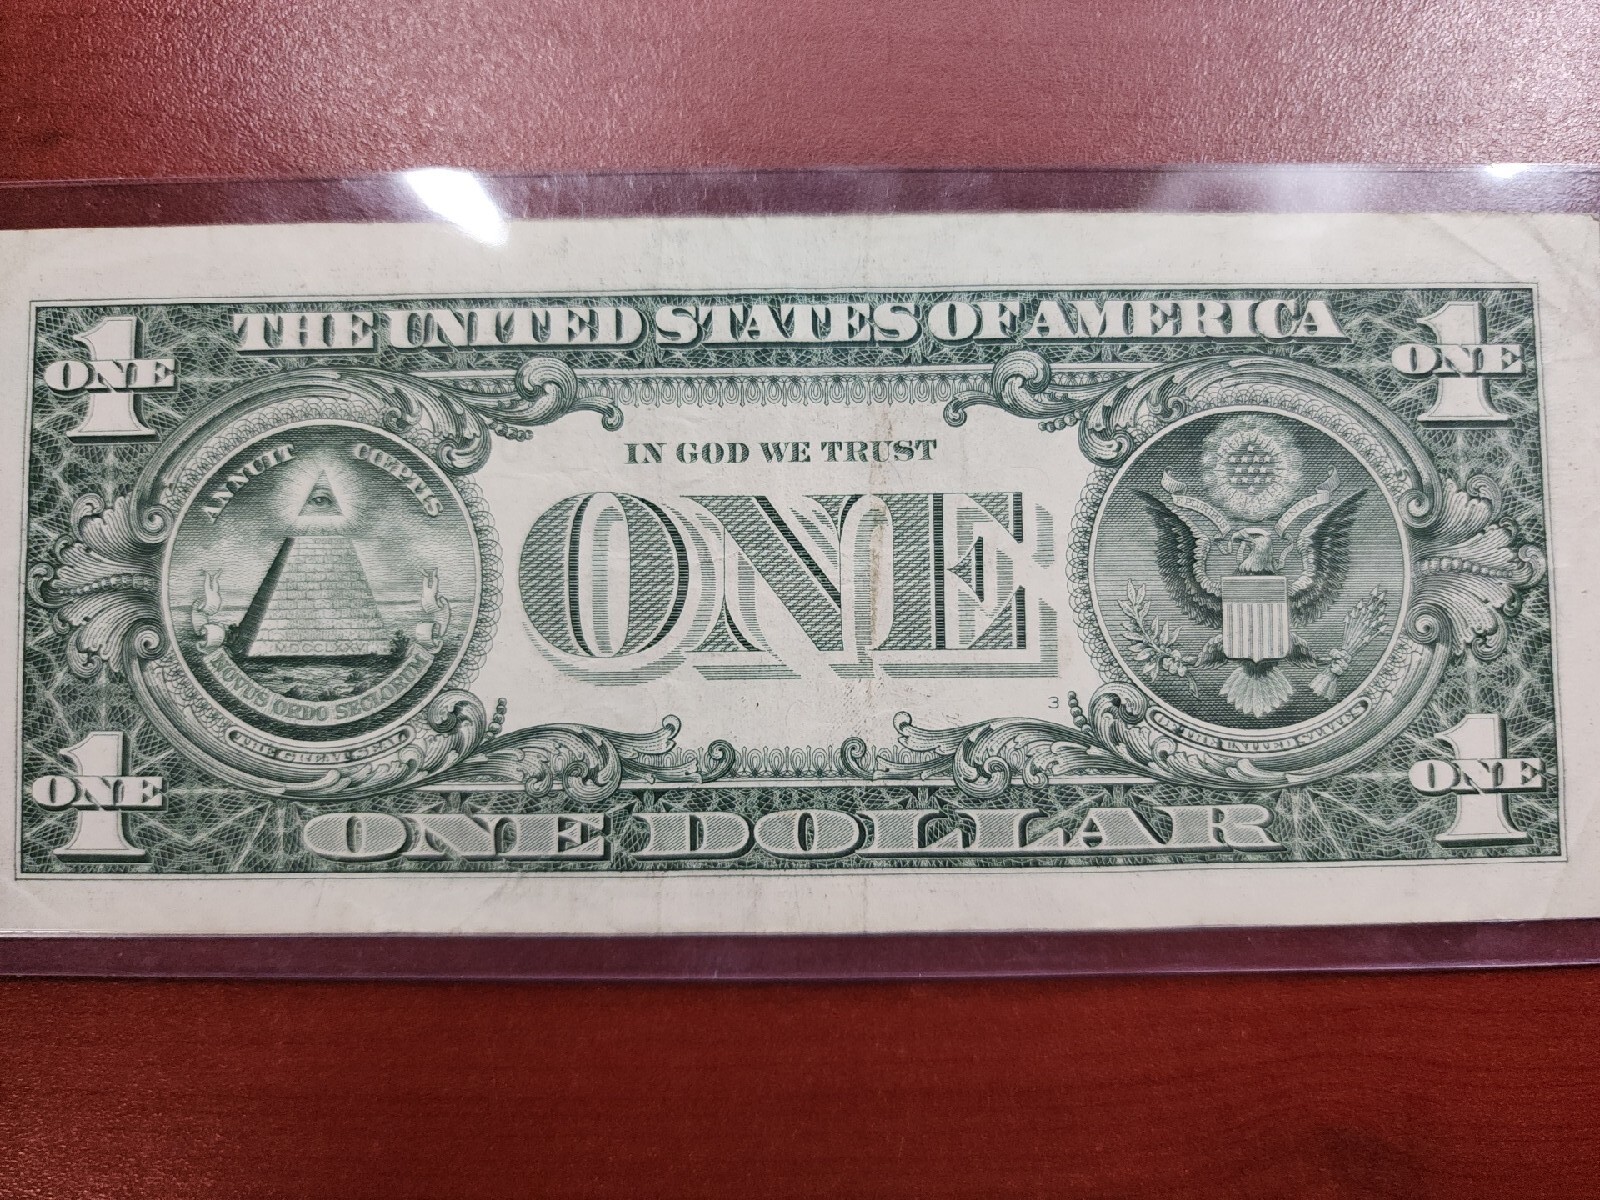 THE UNITED STATES OF AMERICA
1
ONE
1
ONE
IN GOD WE TRUST
ANNUIT CŒPTIS
ONE
MDCCLXXVI
NOVUS ORDO SECLORUM
3
THE GREAT SEAL
OF THE UNITED STATES
1
ONE
1
ONE
ONE DOLLAR